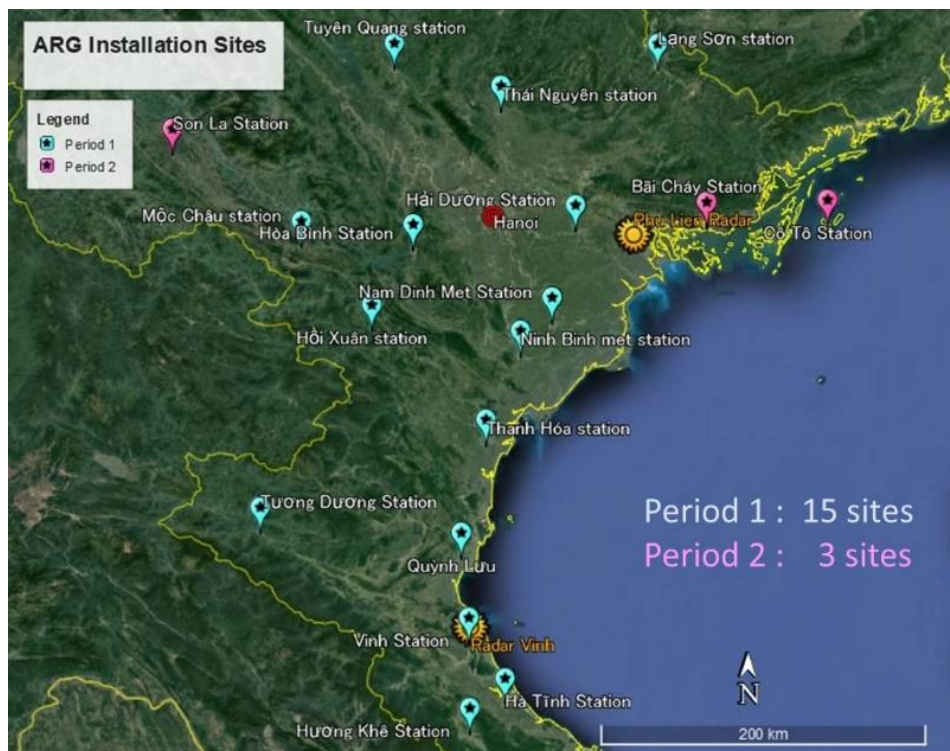 ARG Installation Sites
Legend
Period 1
Period 2
Tuyên Quang station
Lạng Sơn station
Thái Nguyên station
Son La Station
Bãi Cháy Station
Hải Dương Station
Hanoi
Phu Lien Radar
Cô Tô Station
Mộc Châu station
Hòa Bình Station
Nam Dinh Met Station
Hồi Xuân station
Ninh Binh met station
Thanh Hóa station
Tương Dương Station
Period 1 : 15 sites
Period 2 : 3 sites
Quỳnh Lưu
Vinh Station
Radar Vinh
Hà Tĩnh Station
Hương Khê Station
N
200 km